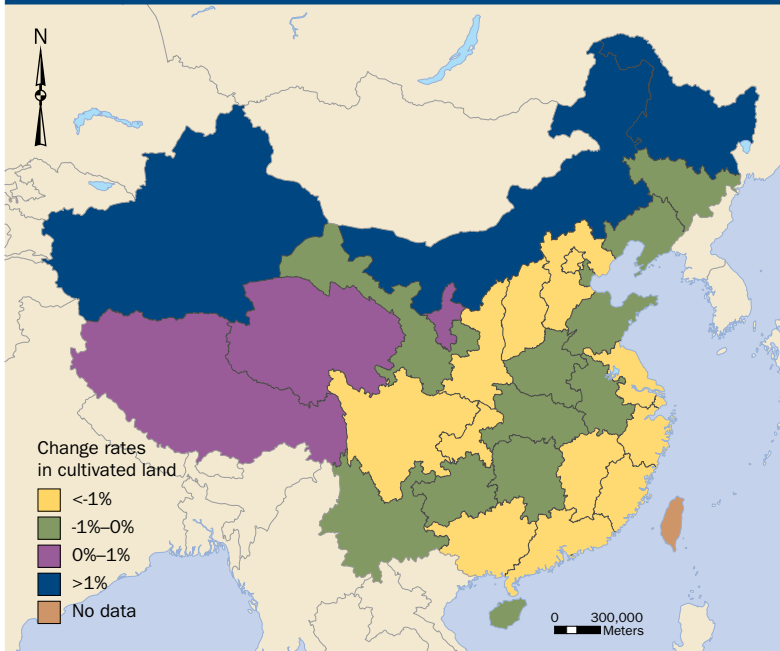 N
Change rates
in cultivated land
<-1%
-1%–0%
0%–1%
>1%
No data
0 300,000
Meters